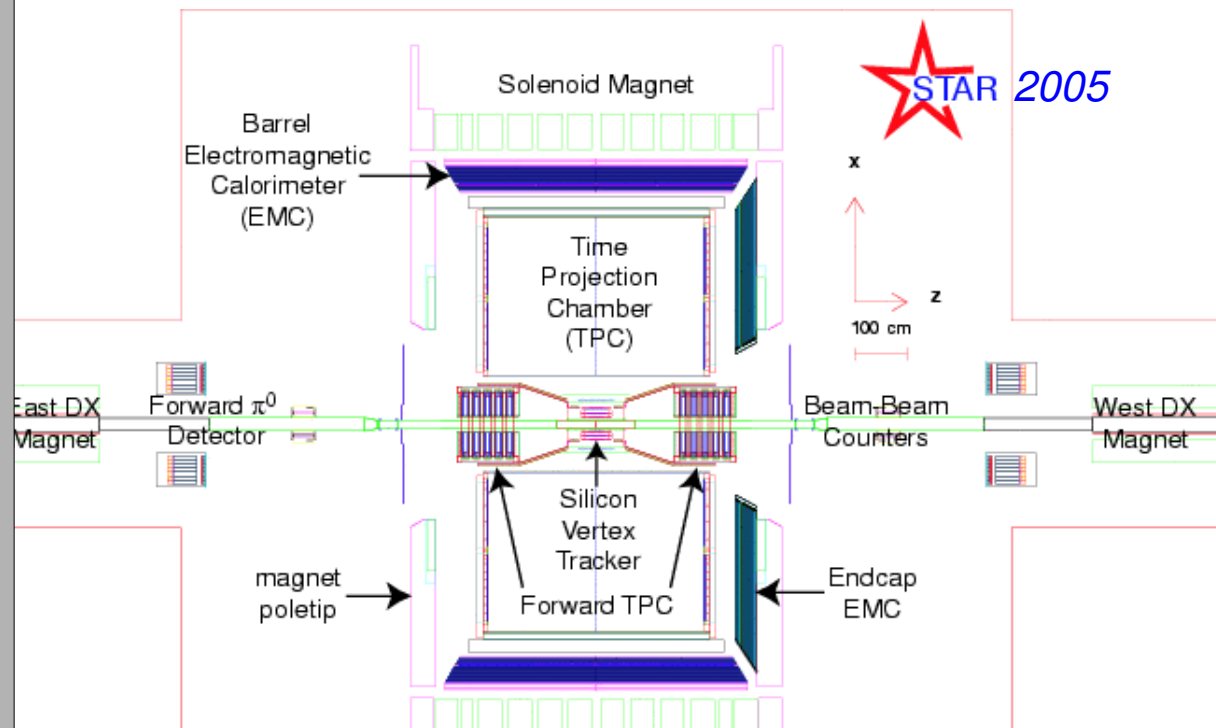 STAR 2005
Solenoid Magnet
Barrel
Electromagnetic
Calorimeter
(EMC)
x
z
100 cm
Time
Projection
Chamber
(TPC)
East DX
Magnet
Forward π⁰
Detector
Beam-Beam
Counters
West DX
Magnet
Silicon
Vertex
Tracker
magnet
poletip
Forward TPC
Endcap
EMC